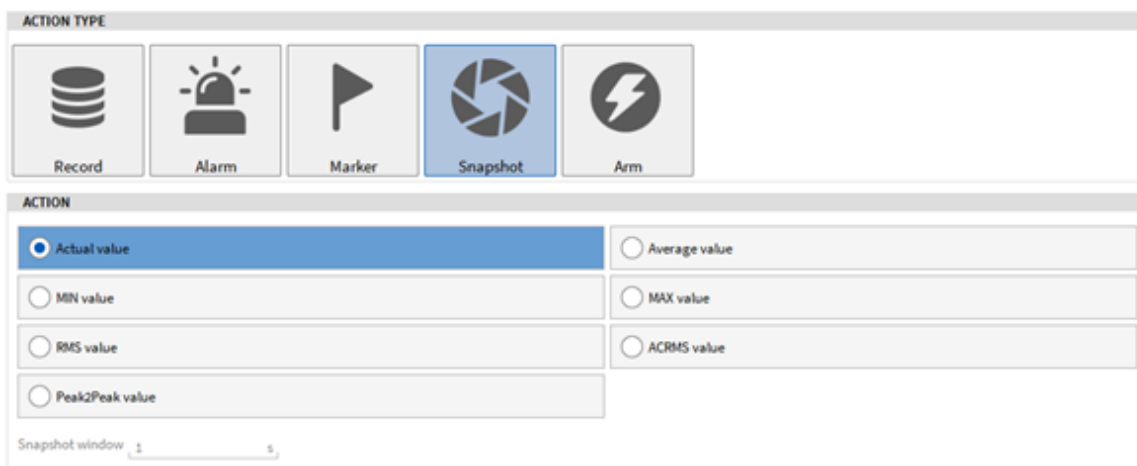 ACTION TYPE
Record Alarm Marker Snapshot Arm
ACTION
Actual value Average value
MIN value MAX value
RMS value ACRMS value
Peak2Peak value
Snapshot window 1 s